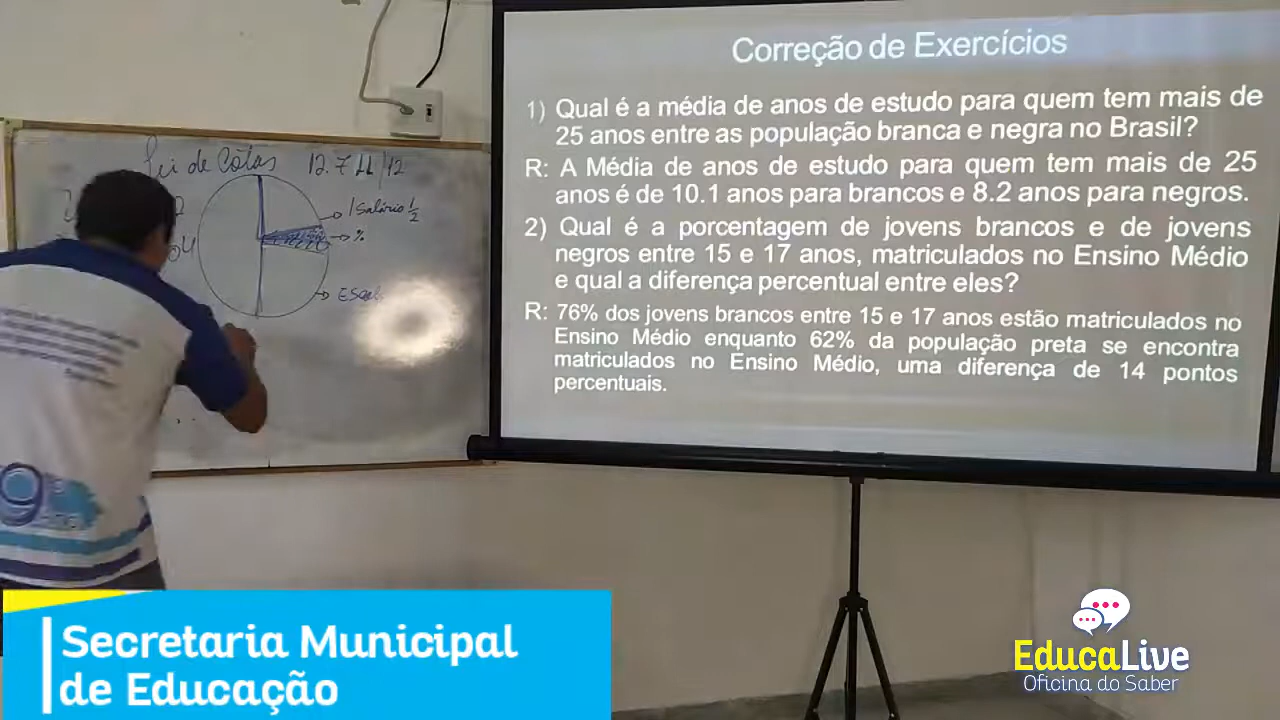 Lei de Cotas 12.711/12
1 Salário 1/2
%
Correção de Exercícios
1) Qual é a média de anos de estudo para quem tem mais de
25 anos entre as população branca e negra no Brasil?
R: A Média de anos de estudo para quem tem mais de 25
anos é de 10.1 anos para brancos e 8.2 anos para negros.
2) Qual é a porcentagem de jovens brancos e de jovens
negros entre 15 e 17 anos, matriculados no Ensino Médio
e qual a diferença percentual entre eles?
R: 76% dos jovens brancos entre 15 e 17 anos estão matriculados no
Ensino Médio enquanto 62% da população preta se encontra
matriculados no Ensino Médio, uma diferença de 14 pontos
percentuais.
Secretaria Municipal
de Educação
EducaLive
Oficina do Saber